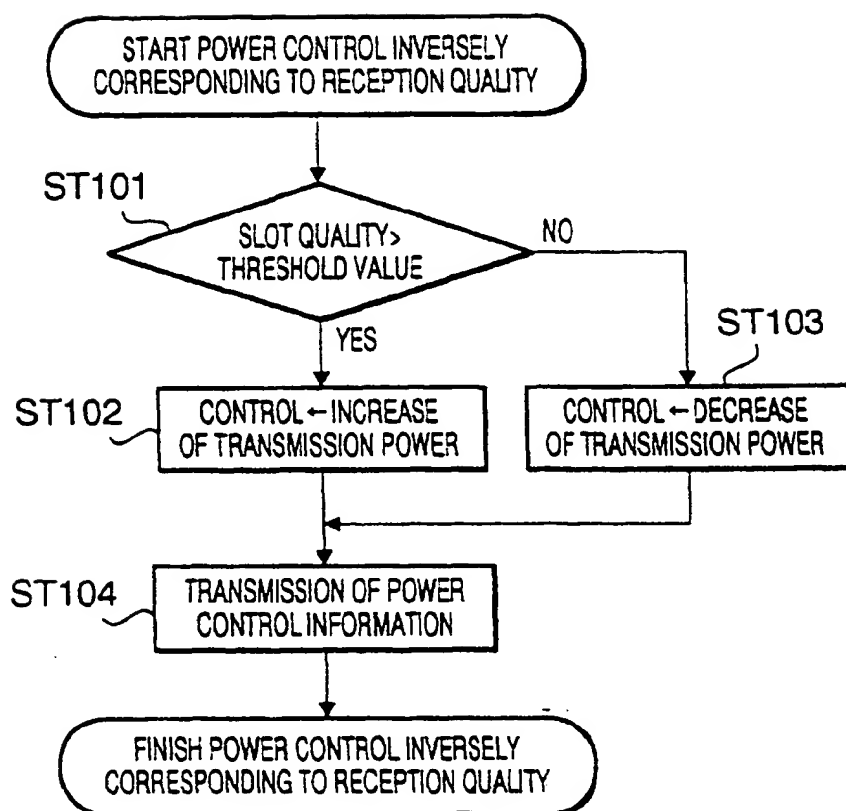 START POWER CONTROL INVERSELY
CORRESPONDING TO RECEPTION QUALITY
ST101
SLOT QUALITY>
THRESHOLD VALUE
NO
YES
ST103
ST102
CONTROL ← INCREASE
OF TRANSMISSION POWER
CONTROL ← DECREASE
OF TRANSMISSION POWER
ST104
TRANSMISSION OF POWER
CONTROL INFORMATION
FINISH POWER CONTROL INVERSELY
CORRESPONDING TO RECEPTION QUALITY